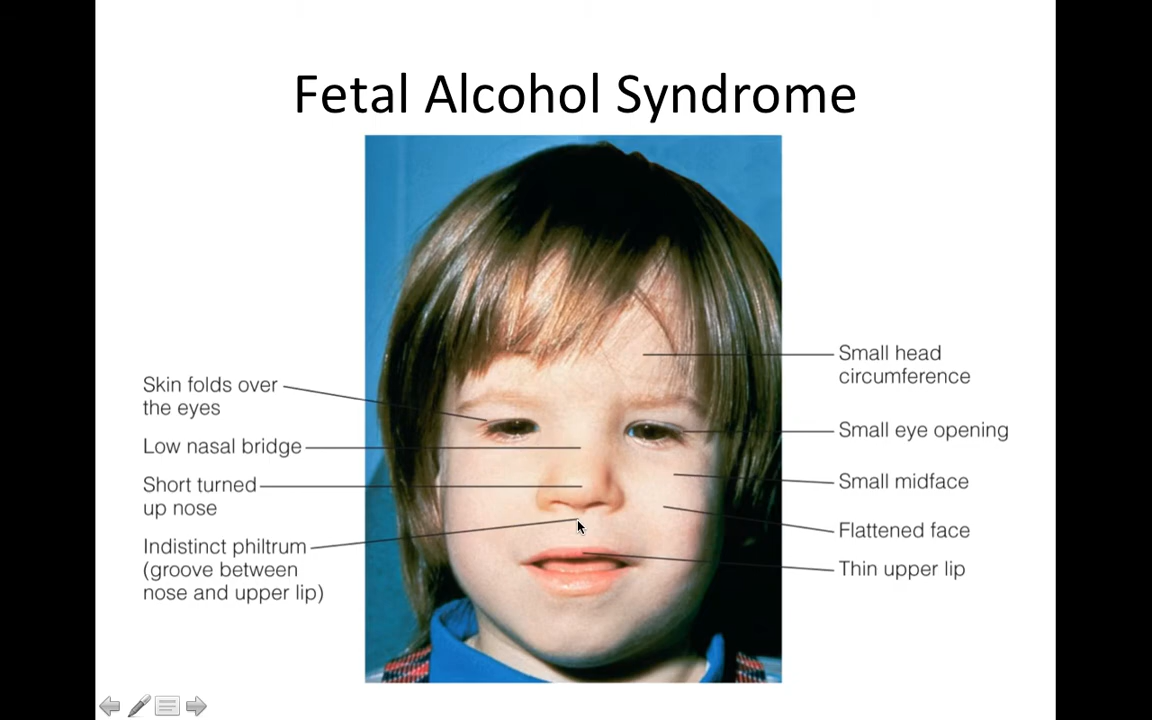 Fetal Alcohol Syndrome
Skin folds over
the eyes
Low nasal bridge
Short turned
up nose
Indistinct philtrum
(groove between
nose and upper lip)
Small head
circumference
Small eye opening
Small midface
Flattened face
Thin upper lip